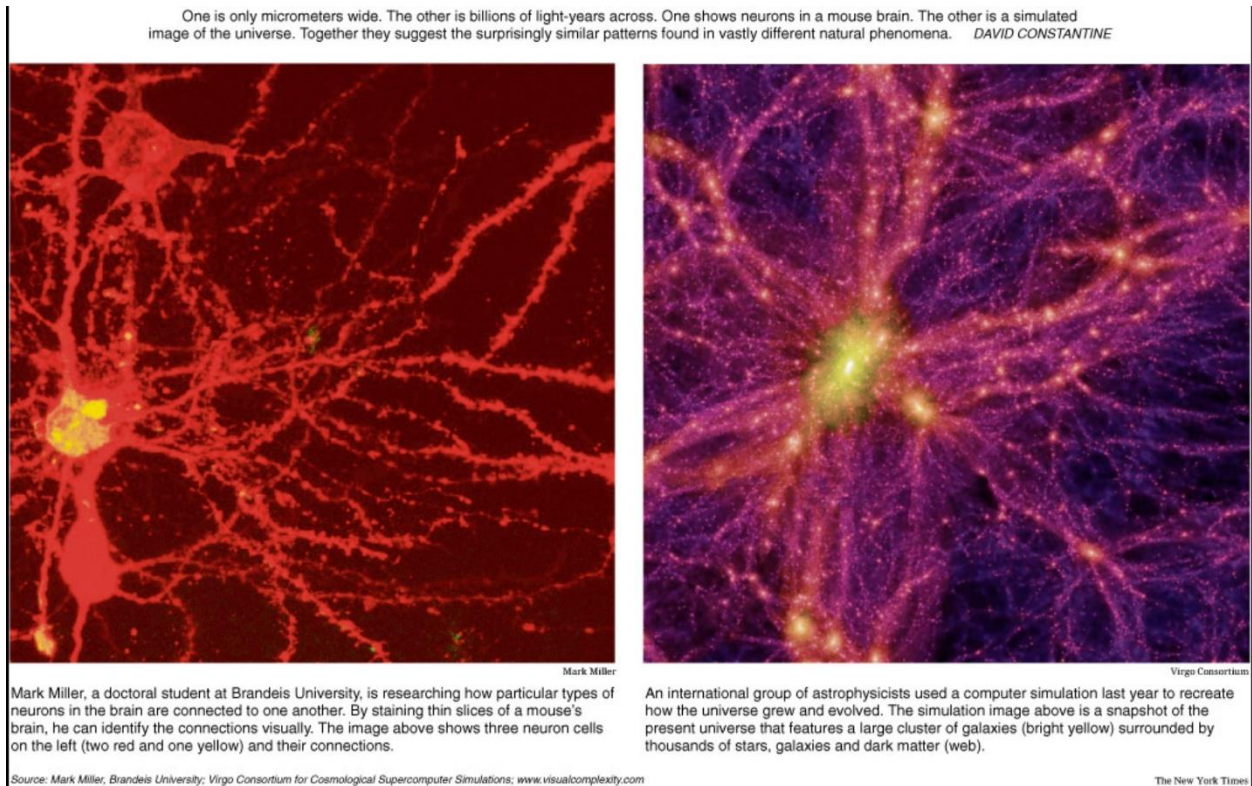 One is only micrometers wide. The other is billions of light-years across. One shows neurons in a mouse brain. The other is a simulated
image of the universe. Together they suggest the surprisingly similar patterns found in vastly different natural phenomena. DAVID CONSTANTINE
Mark Miller
Mark Miller, a doctoral student at Brandeis University, is researching how particular types of
neurons in the brain are connected to one another. By staining thin slices of a mouse's
brain, he can identify the connections visually. The image above shows three neuron cells
on the left (two red and one yellow) and their connections.
Virgo Consortium
An international group of astrophysicists used a computer simulation last year to recreate
how the universe grew and evolved. The simulation image above is a snapshot of the
present universe that features a large cluster of galaxies (bright yellow) surrounded by
thousands of stars, galaxies and dark matter (web).
Source: Mark Miller, Brandeis University; Virgo Consortium for Cosmological Supercomputer Simulations; www.visualcomplexity.com
The New York Times